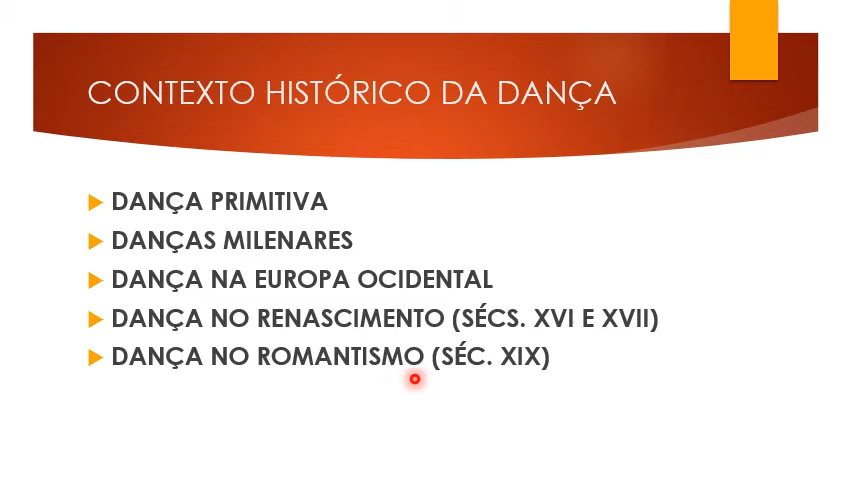 CONTEXTO HISTÓRICO DA DANÇA
DANÇA PRIMITIVA
DANÇAS MILENARES
DANÇA NA EUROPA OCIDENTAL
DANÇA NO RENASCIMENTO (SÉCS. XVI E XVII)
DANÇA NO ROMANTISMO (SÉC. XIX)